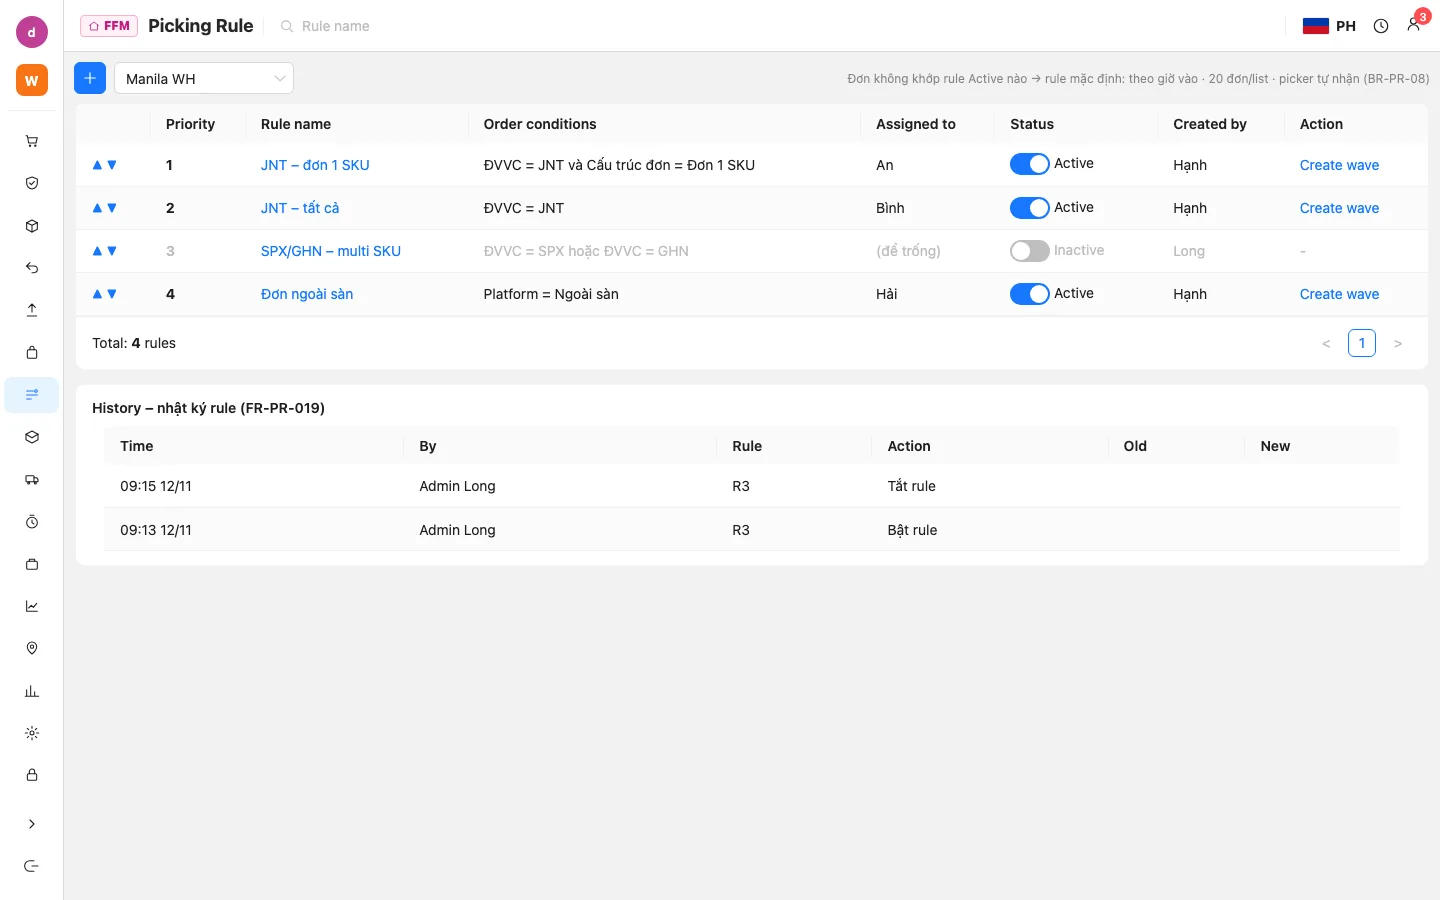 d
FFM Picking Rule Rule name PH 3
W
Manila WH Đơn không khớp rule Active nào → rule mặc định: theo giờ vào · 20 đơn/list · picker tự nhận (BR-PR-08)
Priority Rule name Order conditions Assigned to Status Created by Action
1 JNT – đơn 1 SKU ĐVVC = JNT và Cấu trúc đơn = Đơn 1 SKU An Active Hạnh Create wave
2 JNT – tất cả ĐVVC = JNT Bình Active Hạnh Create wave
3 SPX/GHN – multi SKU ĐVVC = SPX hoặc ĐVVC = GHN (để trống) Inactive Long -
4 Đơn ngoài sàn Platform = Ngoài sàn Hải Active Hạnh Create wave
Total: 4 rules < 1 >
History – nhật ký rule (FR-PR-019)
Time By Rule Action Old New
09:15 12/11 Admin Long R3 Tắt rule
09:13 12/11 Admin Long R3 Bật rule